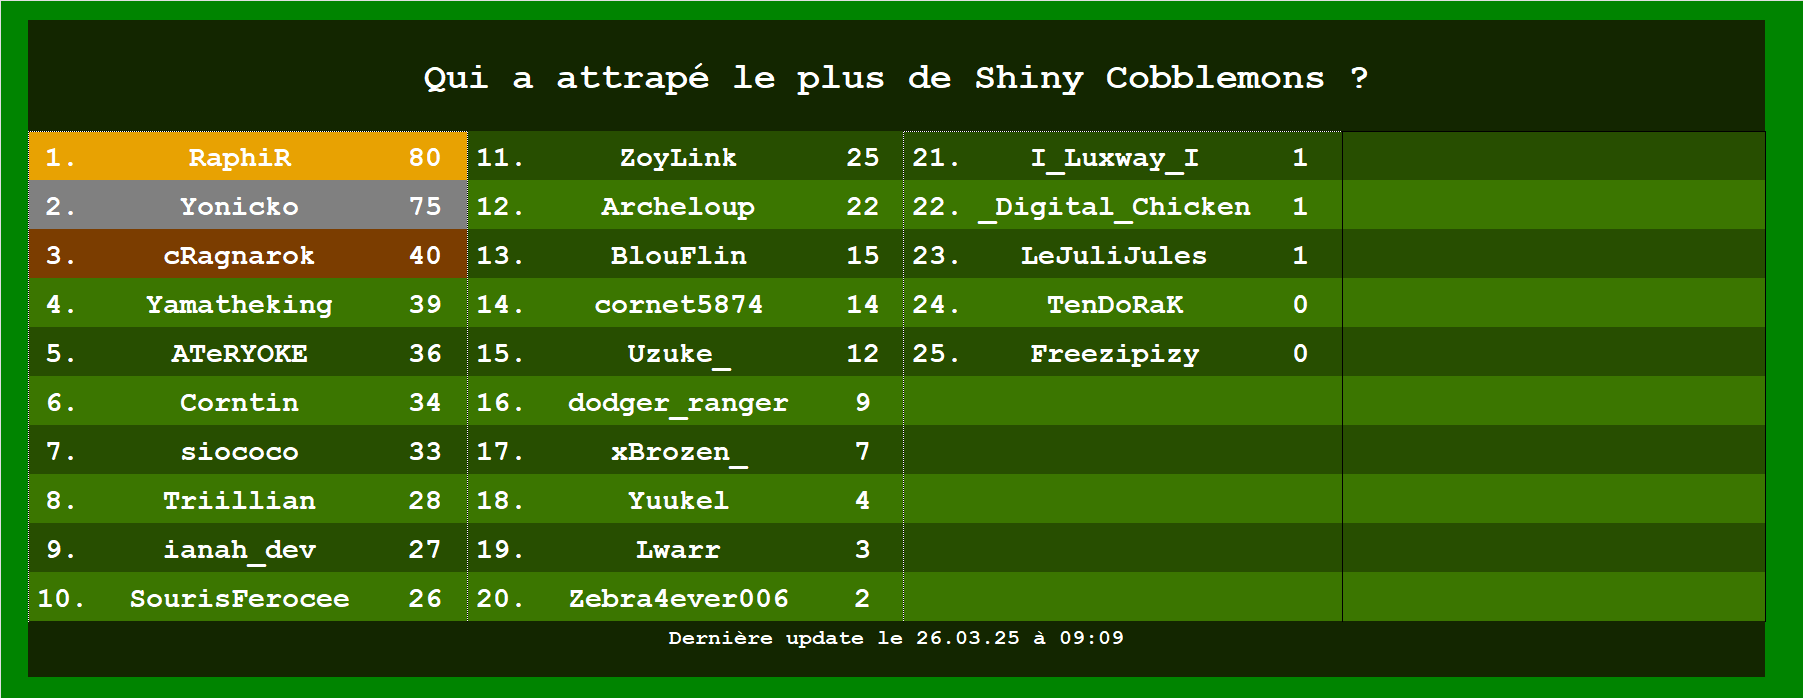 Qui a attrapé le plus de Shiny Cobblemons ?
1. RaphiR 80
2. Yonicko 75
3. cRagnarok 40
4. Yamatheking 39
5. ATeRYOKE 36
6. Corntin 34
7. siococo 33
8. Triillian 28
9. ianah_dev 27
10. SourisFerocee 26
11. ZoyLink 25
12. Archeloup 22
13. BlouFlin 15
14. cornet5874 14
15. Uzuke_ 12
16. dodger_ranger 9
17. xBrozen_ 7
18. Yuukel 4
19. Lwarr 3
20. Zebra4ever006 2
21. I_Luxway_I 1
22. _Digital_Chicken 1
23. LeJuliJules 1
24. TenDoRaK 0
25. Freezipizy 0
Dernière update le 26.03.25 à 09:09